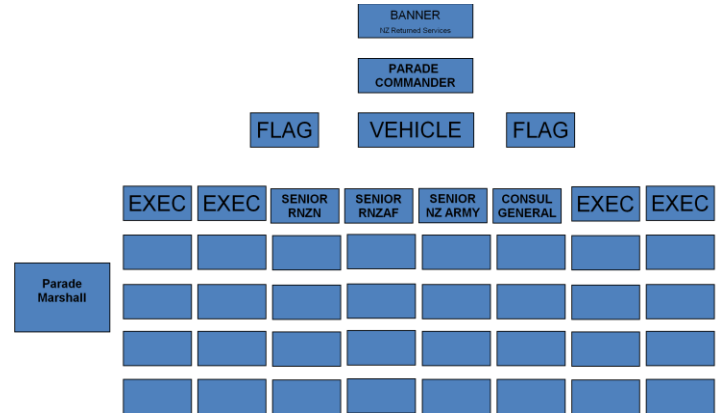 BANNER
NZ Returned Services
PARADE
COMMANDER
FLAG VEHICLE FLAG
EXEC EXEC SENIOR RNZN SENIOR RNZAF SENIOR NZ ARMY CONSUL GENERAL EXEC EXEC
Parade
Marshall